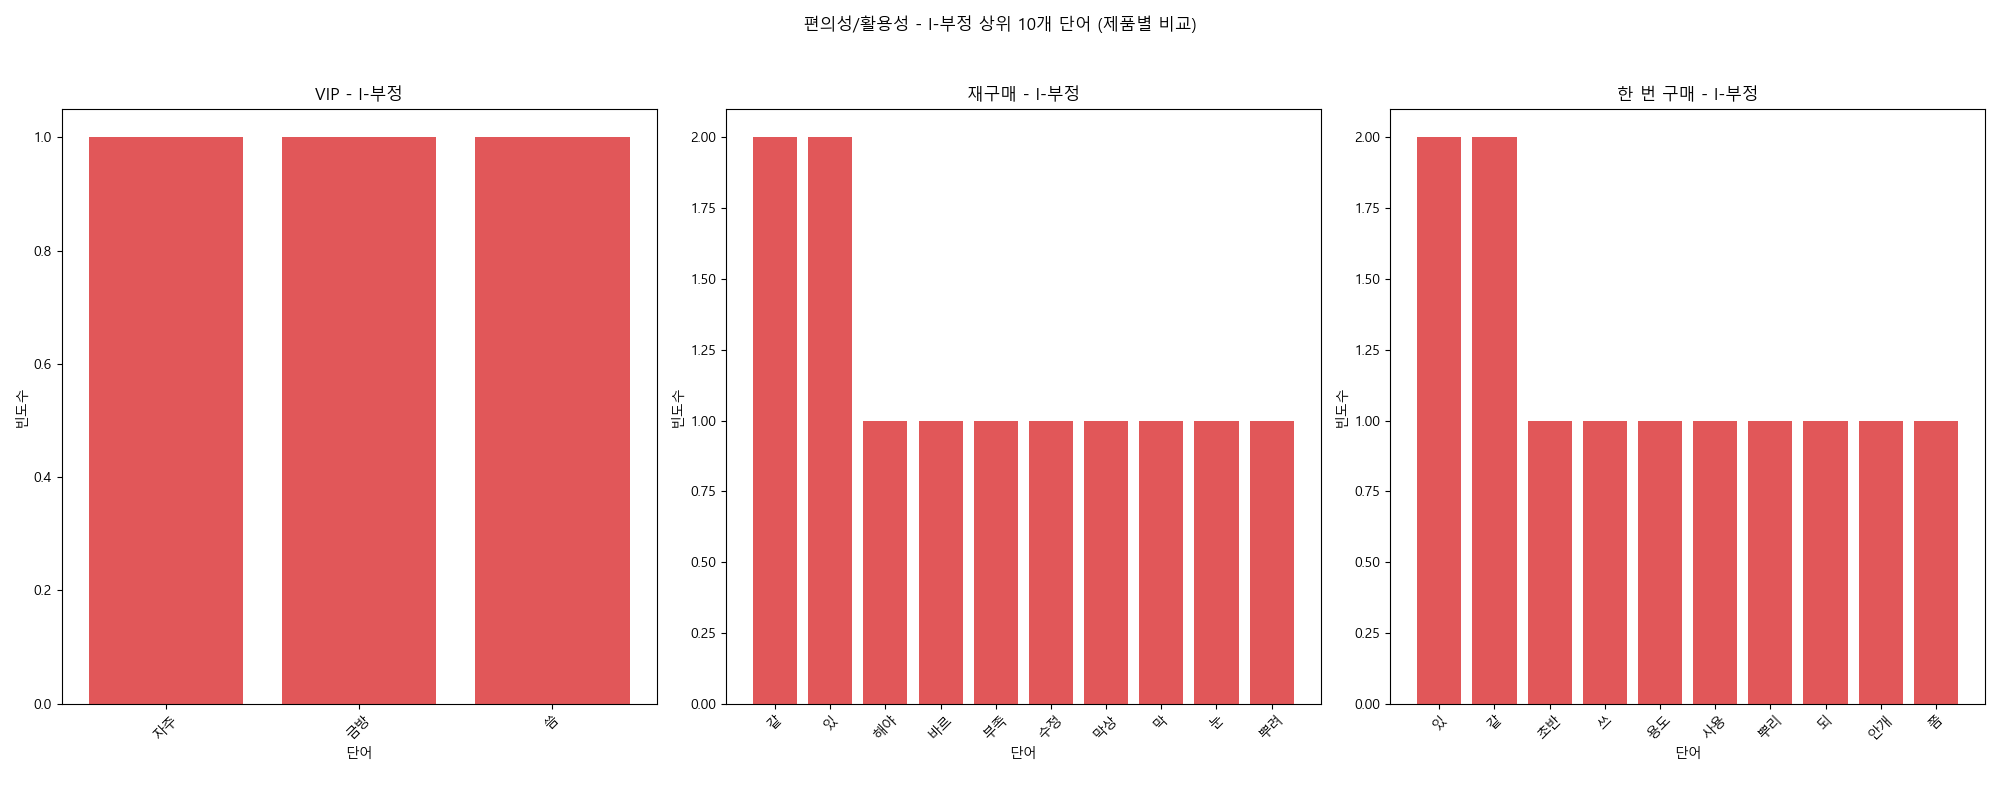 편의성/활용성 - I-부정 상위 10개 단어 (제품별 비교)
VIP - I-부정
빈도수
1.0
0.8
0.6
0.4
0.2
0.0
자주 금방 씀
단어
재구매 - I-부정
빈도수
2.00
1.75
1.50
1.25
1.00
0.75
0.50
0.25
0.00
같 있 해야 바르 부족 수정 막상 막 눈 뿌려
단어
한 번 구매 - I-부정
빈도수
2.00
1.75
1.50
1.25
1.00
0.75
0.50
0.25
0.00
있 같 초반 쓰 용도 사용 뿌리 되 안개 쫌
단어